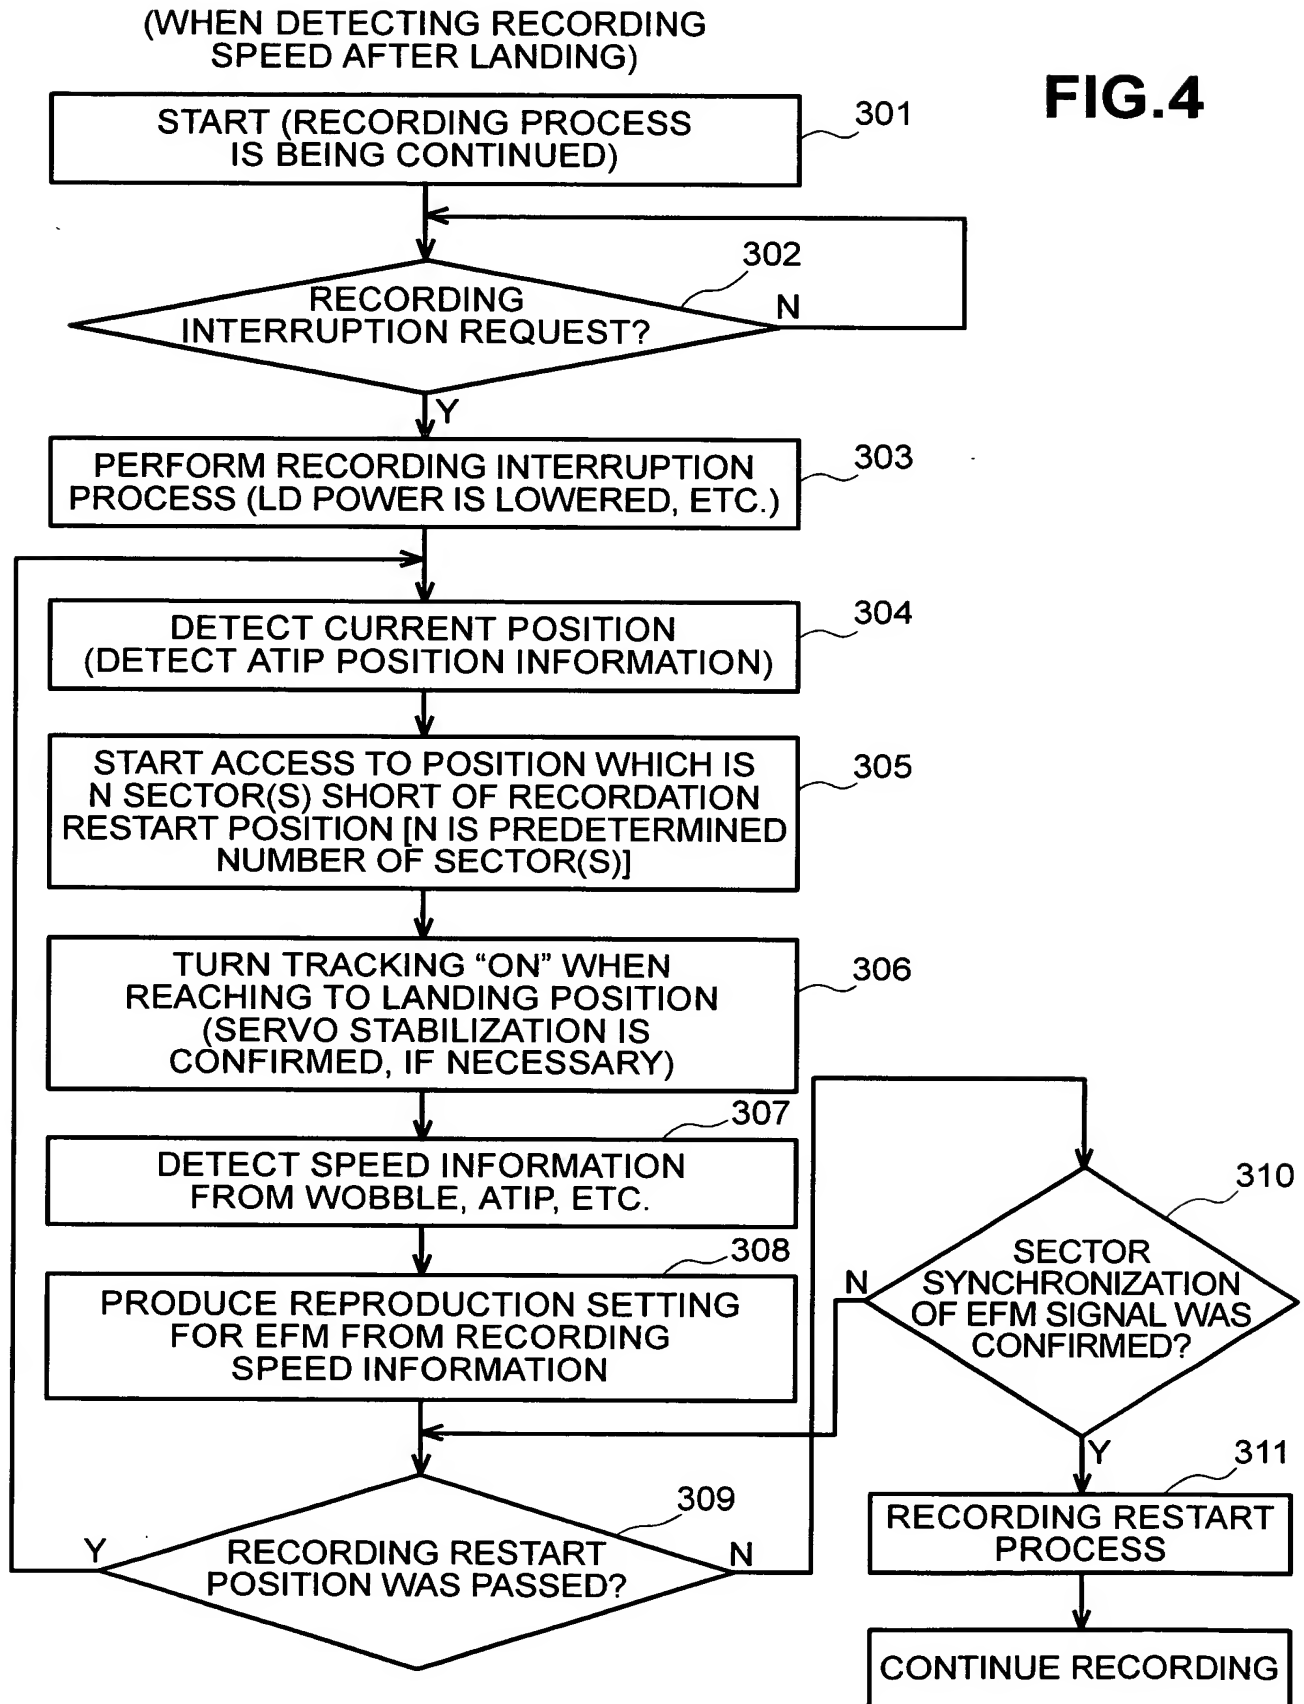 (WHEN DETECTING RECORDING
SPEED AFTER LANDING)
FIG.4
START (RECORDING PROCESS
IS BEING CONTINUED)
301
302
RECORDING
INTERRUPTION REQUEST?
N
Y
PERFORM RECORDING INTERRUPTION
PROCESS (LD POWER IS LOWERED, ETC.)
303
DETECT CURRENT POSITION
(DETECT ATIP POSITION INFORMATION)
304
START ACCESS TO POSITION WHICH IS
N SECTOR(S) SHORT OF RECORDATION
RESTART POSITION [N IS PREDETERMINED
NUMBER OF SECTOR(S)]
305
TURN TRACKING “ON” WHEN
REACHING TO LANDING POSITION
(SERVO STABILIZATION IS
CONFIRMED, IF NECESSARY)
306
307
DETECT SPEED INFORMATION
FROM WOBBLE, ATIP, ETC.
308
PRODUCE REPRODUCTION SETTING
FOR EFM FROM RECORDING
SPEED INFORMATION
309
RECORDING RESTART
POSITION WAS PASSED?
Y
N
310
SECTOR
SYNCHRONIZATION
OF EFM SIGNAL WAS
CONFIRMED?
N
Y
311
RECORDING RESTART
PROCESS
CONTINUE RECORDING